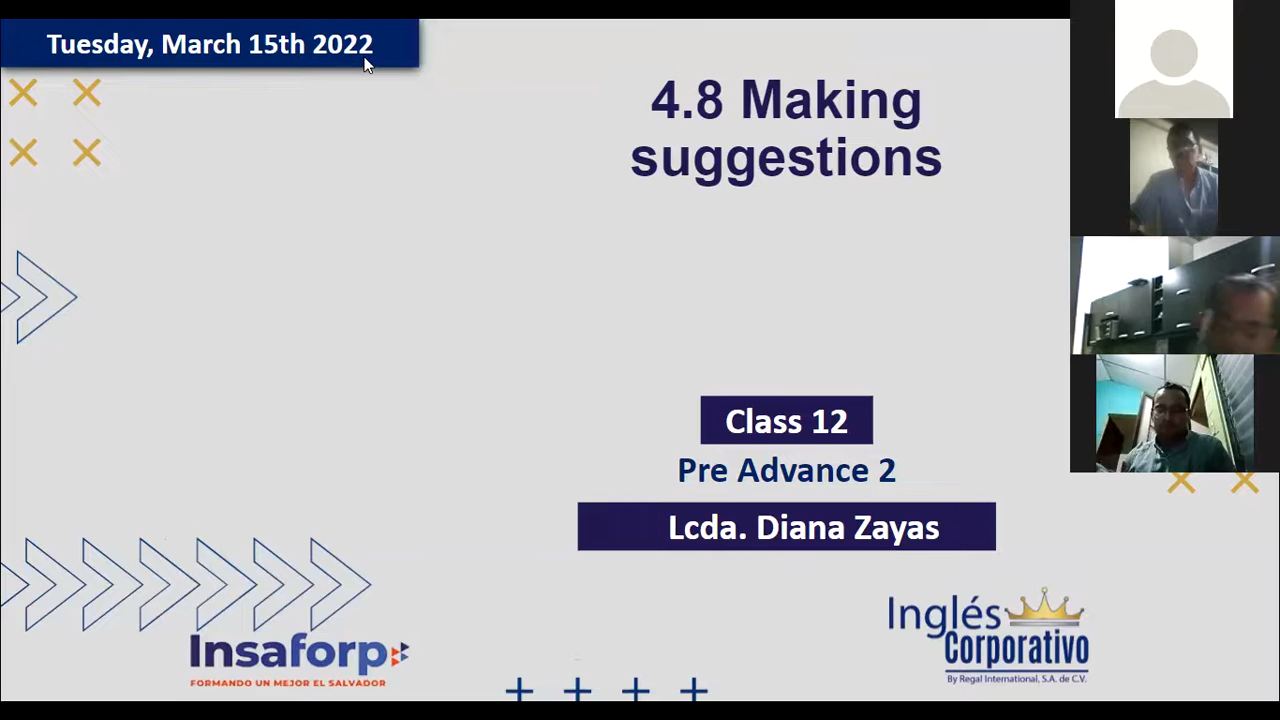 Tuesday, March 15th 2022
4.8 Making
suggestions
Class 12
Pre Advance 2
Lcda. Diana Zayas
Insaforp
FORMANDO UN MEJOR EL SALVADOR
Inglés
Corporativo
By Regal International, S.A. de C.V.